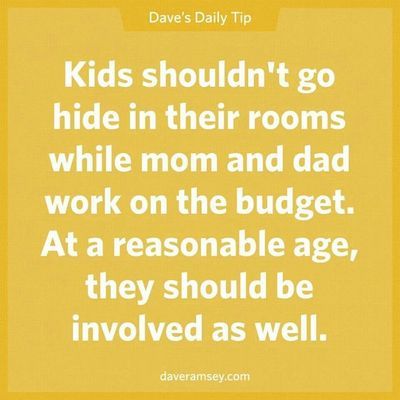 Dave's Daily Tip
Kids shouldn't go
hide in their rooms
while mom and dad
work on the budget.
At a reasonable age,
they should be
involved as well.
daveramsey.com